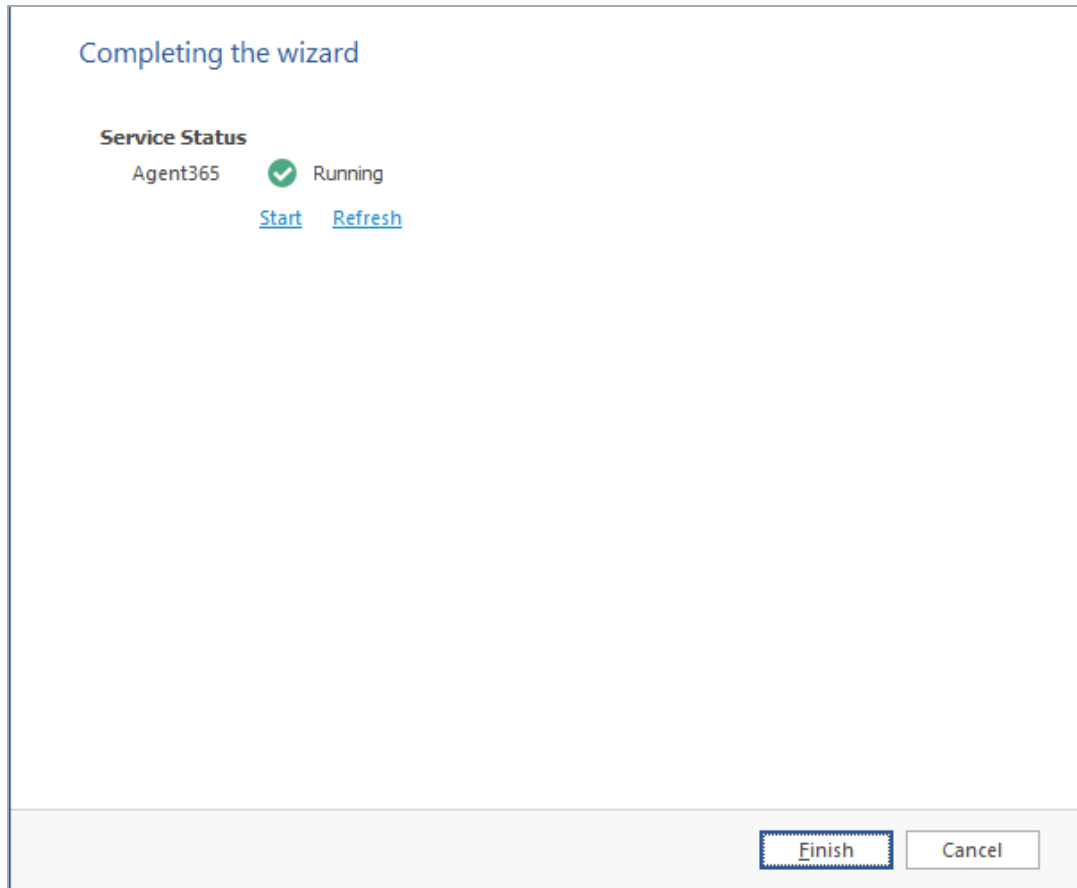 Completing the wizard
Service Status
Agent365 Running
Start Refresh
Finish Cancel